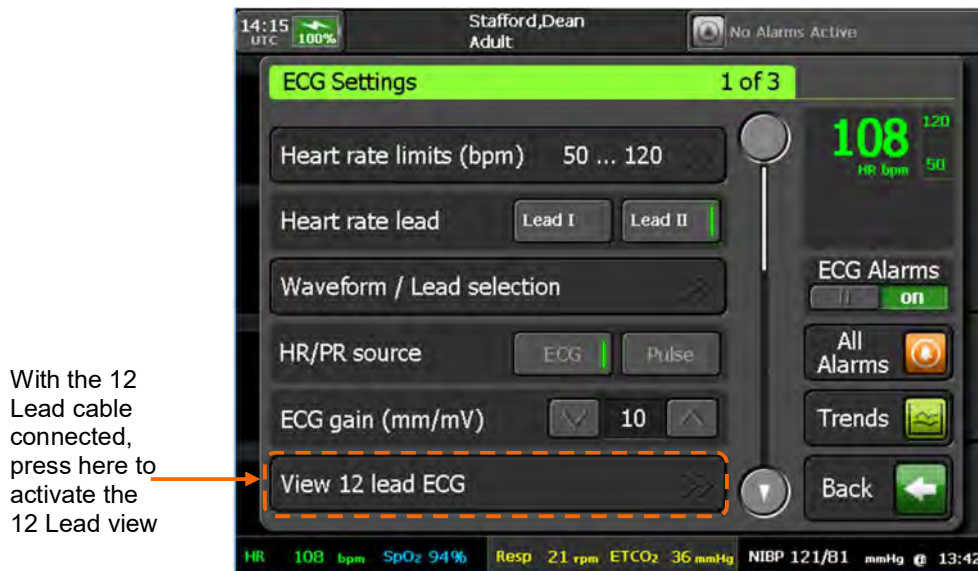 14:15
UTC 100%
Stafford,Dean
Adult
No Alarms Active
ECG Settings 1 of 3
Heart rate limits (bpm) 50 ... 120
108
120
50
HR bpm
Heart rate lead Lead I Lead II
Waveform / Lead selection
ECG Alarms
on
HR/PR source ECG Pulse
All
Alarms
ECG gain (mm/mV) 10
Trends
View 12 lead ECG
Back
With the 12
Lead cable
connected,
press here to
activate the
12 Lead view
HR 108 bpm SpO2 94% Resp 21 rpm ETCO2 36 mmHg NIBP 121/81 mmHg @ 13:42